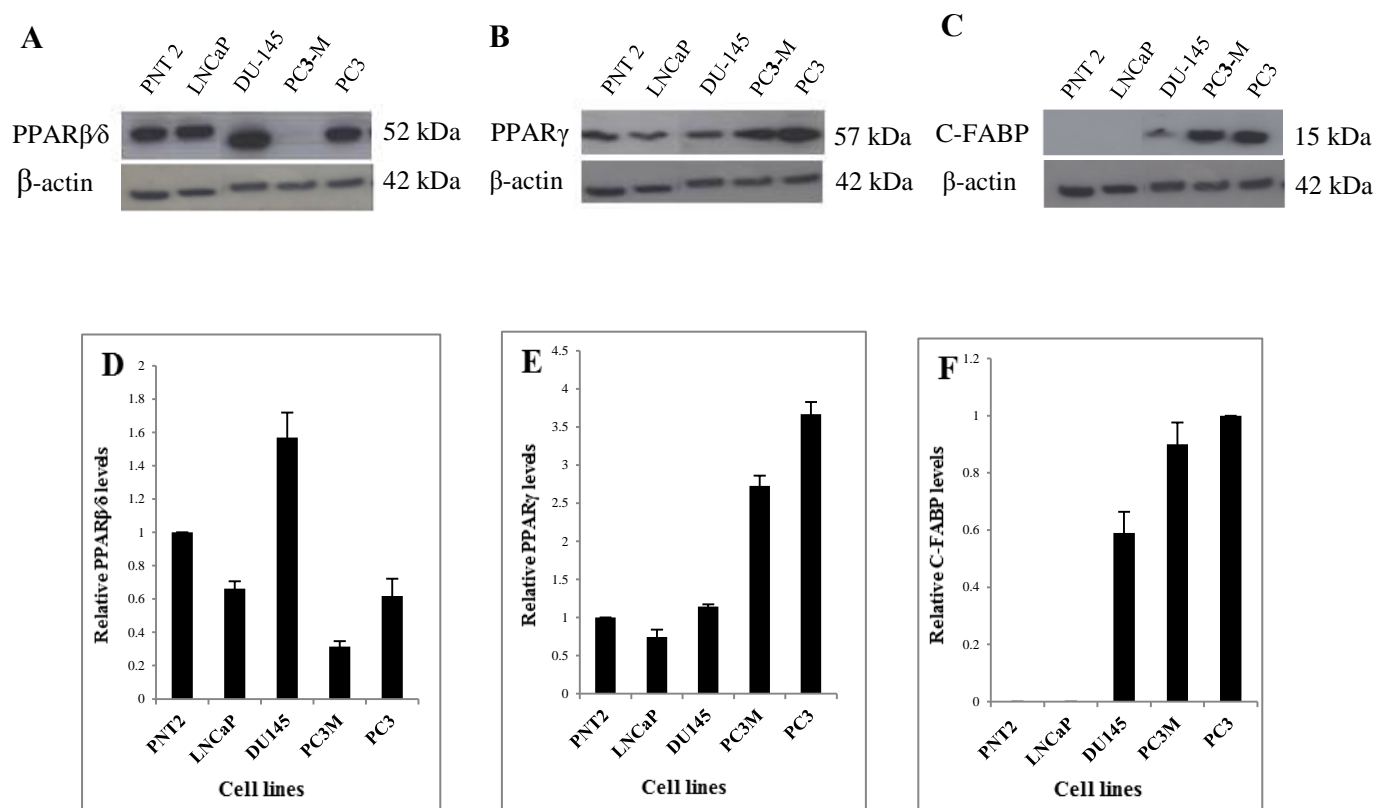 A
PNT 2 LNCaP DU-145 PC3-M PC3
PPARβ/δ 52 kDa
β-actin 42 kDa
B
PNT 2 LNCaP DU-145 PC3-M PC3
PPARγ 57 kDa
β-actin 42 kDa
C
PNT 2 LNCaP DU-145 PC3-M PC3
C-FABP 15 kDa
β-actin 42 kDa
D
Relative PPARβ/δ levels
2
1.8
1.6
1.4
1.2
1
0.8
0.6
0.4
0.2
0
PNT2 LNCaP DU145 PC3M PC3
Cell lines
E
Relative PPARγ levels
4.5
4
3.5
3
2.5
2
1.5
1
0.5
0
PNT2 LNCaP DU145 PC3M PC3
Cell lines
F
Relative C-FABP levels
1.2
1
0.8
0.6
0.4
0.2
0
PNT2 LNCaP DU145 PC3M PC3
Cell lines